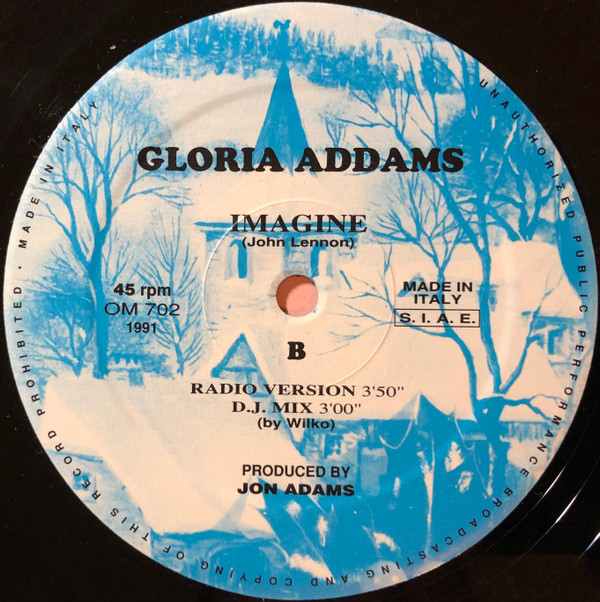 GLORIA ADDAMS
IMAGINE
(John Lennon)
45 rpm
OM 702
1991
MADE IN
ITALY
S. I. A. E.
B
RADIO VERSION 3'50"
D.J. MIX 3'00"
(by Wilko)
PRODUCED BY
JON ADAMS
UNAUTHORIZED PUBLIC PERFORMANCE BROADCASTING AND COPYING OF THIS RECORD PROHIBITED · MADE IN ITALY